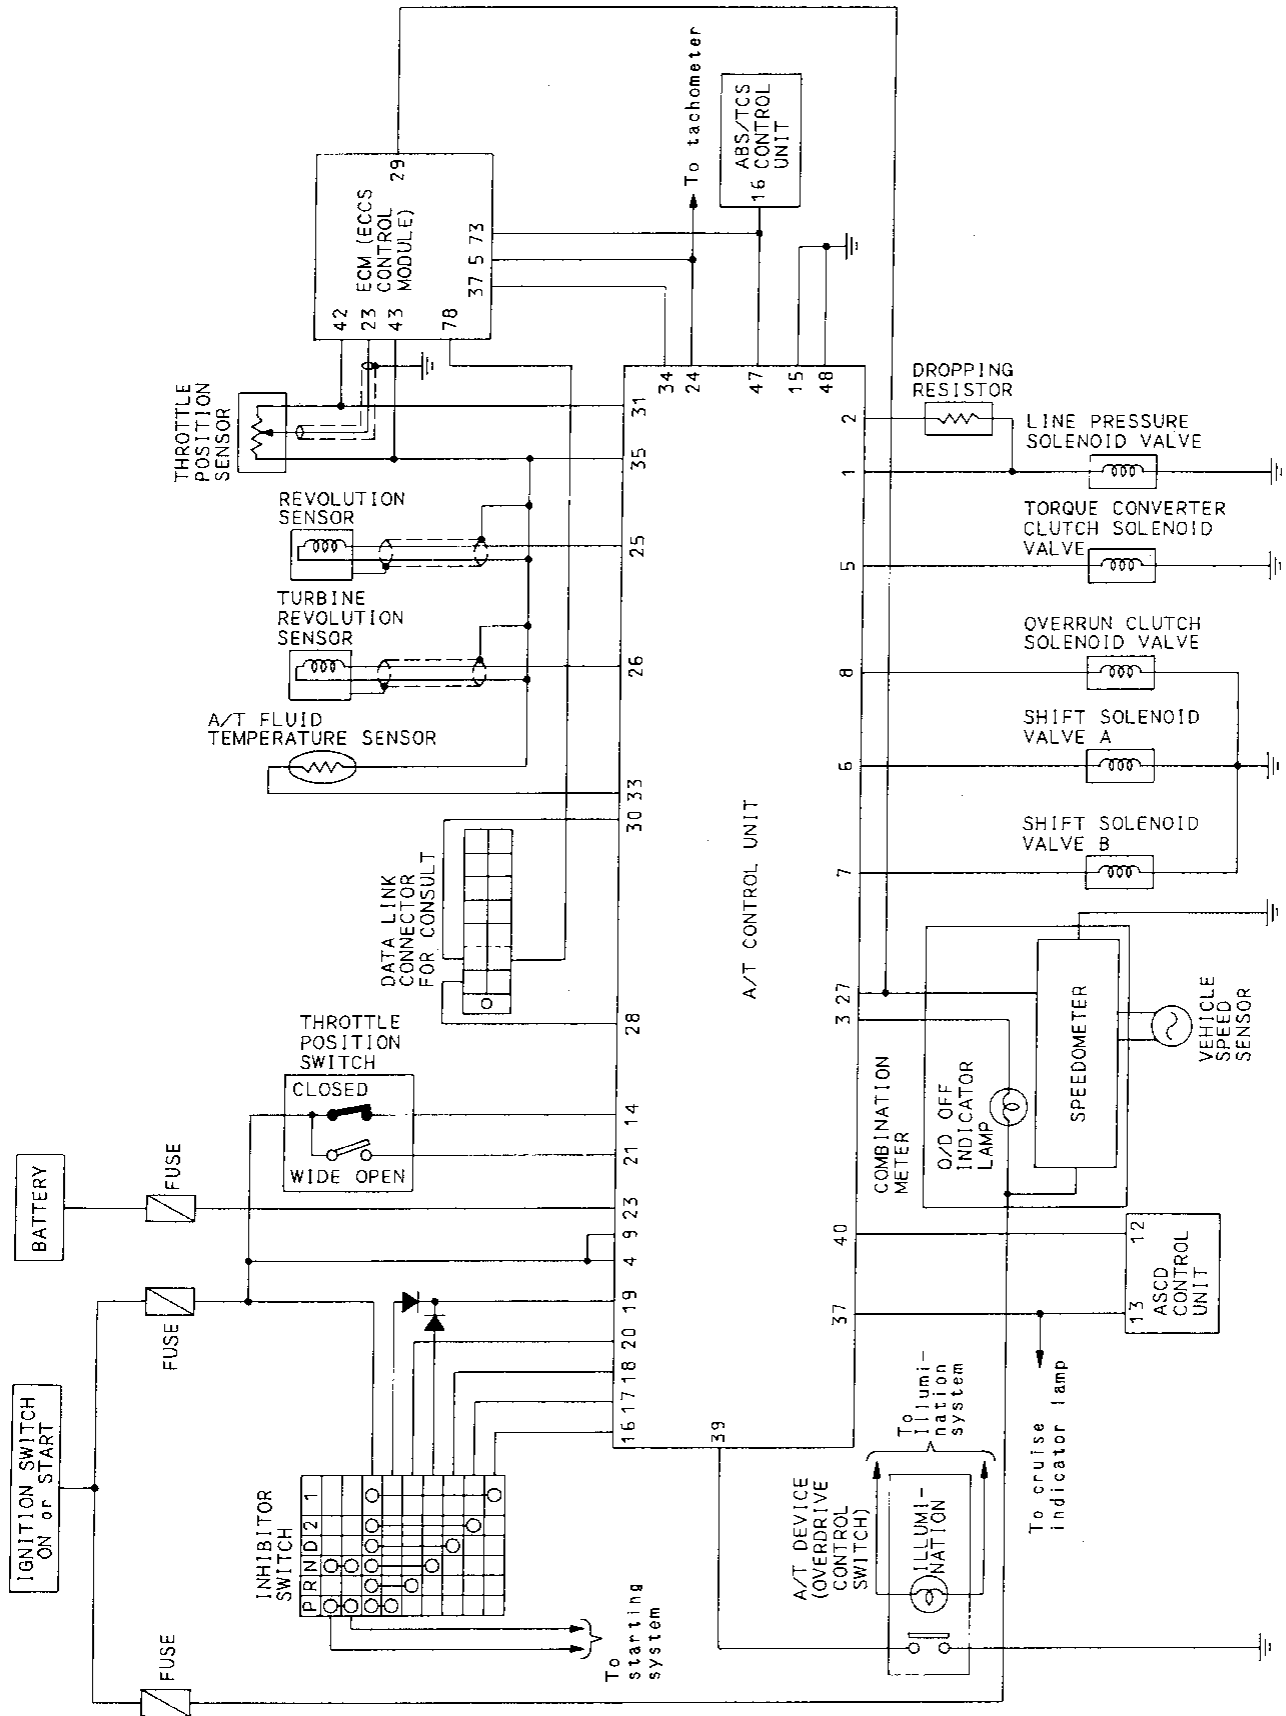 29
ECM (ECCS
CONTROL
MODULE)
42
23
43
78
37 5 73
To tachometer
16 ABS/TCS
CONTROL
UNIT
THROTTLE
POSITION
SENSOR
31
35
34
24
47
15
48
REVOLUTION
SENSOR
25
TURBINE
REVOLUTION
SENSOR
26
A/T FLUID
TEMPERATURE SENSOR
33
30
DATA LINK
CONNECTOR
FOR CONSULT
28
THROTTLE
POSITION
SWITCH
CLOSED
WIDE OPEN
14
21
BATTERY
FUSE
23
9
4
FUSE
19
20
18
17
16
IGNITION SWITCH
ON or START
INHIBITOR
SWITCH
P R N D 2 1
To
starting
system
FUSE
A/T CONTROL UNIT
2
DROPPING
RESISTOR
1
LINE PRESSURE
SOLENOID VALVE
5
TORQUE CONVERTER
CLUTCH SOLENOID
VALVE
8
OVERRUN CLUTCH
SOLENOID VALVE
6
SHIFT SOLENOID
VALVE A
7
SHIFT SOLENOID
VALVE B
3 27
COMBINATION
METER
O/D OFF
INDICATOR
LAMP
SPEEDOMETER
VEHICLE
SPEED
SENSOR
40
37
13 12
ASCD
CONTROL
UNIT
To cruise
indicator lamp
39
A/T DEVICE
(OVERDRIVE
CONTROL
SWITCH)
ILLUMI-
NATION
To
Illumi-
nation
system